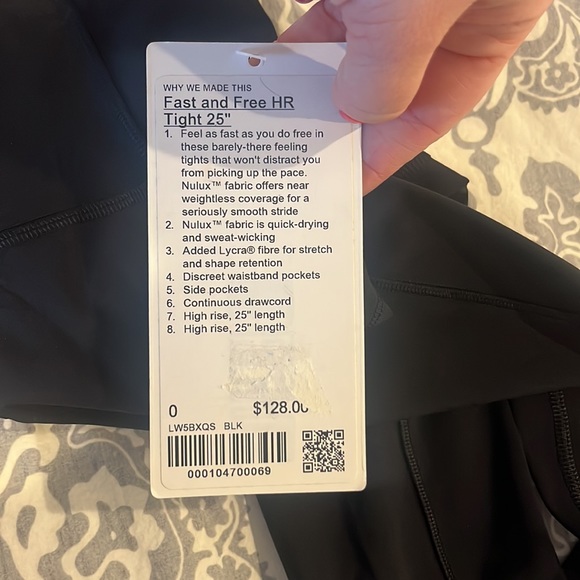 WHY WE MADE THIS
Fast and Free HR
Tight 25"
1. Feel as fast as you do free in
these barely-there feeling
tights that won't distract you
from picking up the pace.
Nulux™ fabric offers near
weightless coverage for a
seriously smooth stride
2. Nulux™ fabric is quick-drying
and sweat-wicking
3. Added Lycra® fibre for stretch
and shape retention
4. Discreet waistband pockets
5. Side pockets
6. Continuous drawcord
7. High rise, 25" length
8. High rise, 25" length
0 $128.00
LW5BXQS BLK
000104700069